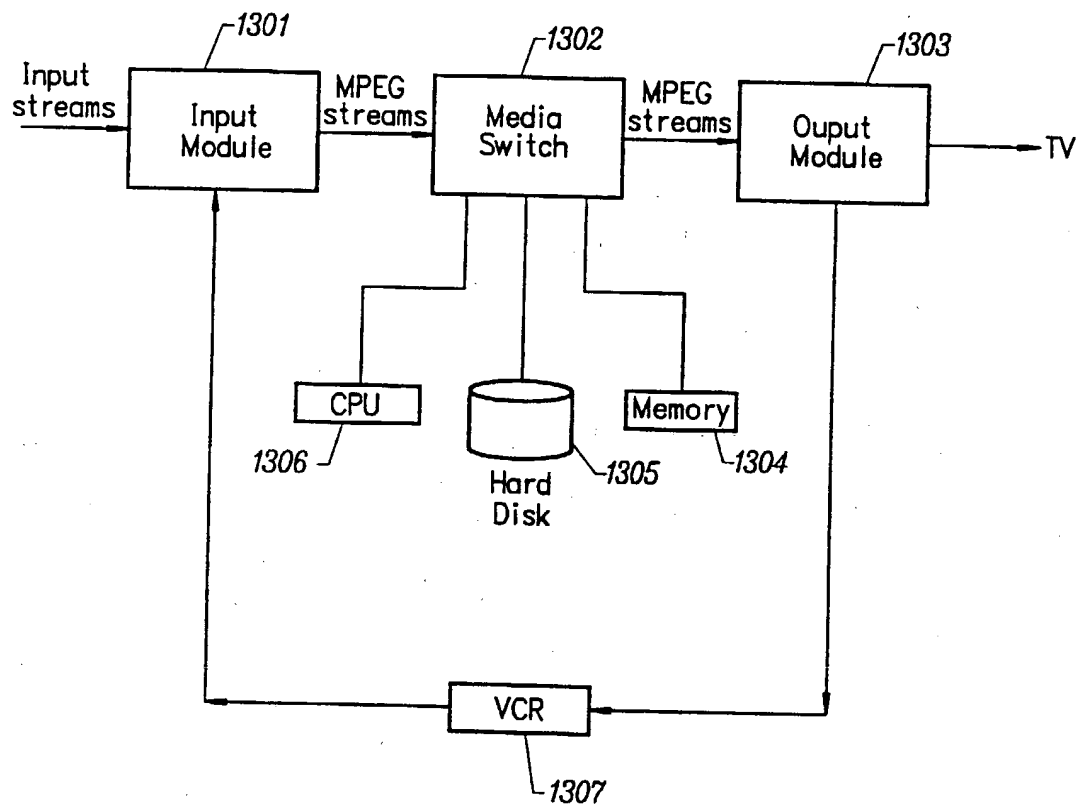 1301
1302
1303
Input
streams
Input
Module
MPEG
streams
Media
Switch
MPEG
streams
Ouput
Module
TV
CPU
1306
Hard
Disk
1305
Memory
1304
VCR
1307